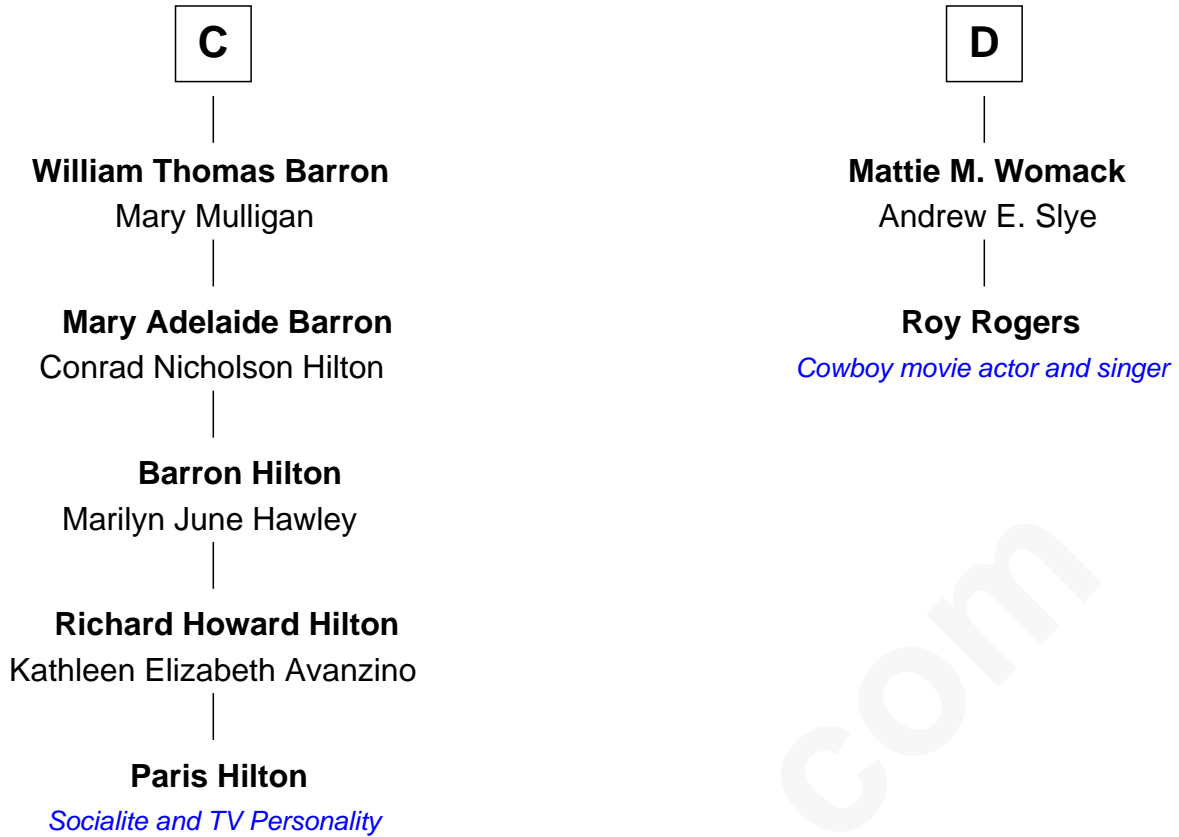 C
William Thomas Barron
Mary Mulligan
Mary Adelaide Barron
Conrad Nicholson Hilton
Barron Hilton
Marilyn June Hawley
Richard Howard Hilton
Kathleen Elizabeth Avanzino
Paris Hilton
Socialite and TV Personality
D
Mattie M. Womack
Andrew E. Slye
Roy Rogers
Cowboy movie actor and singer
com